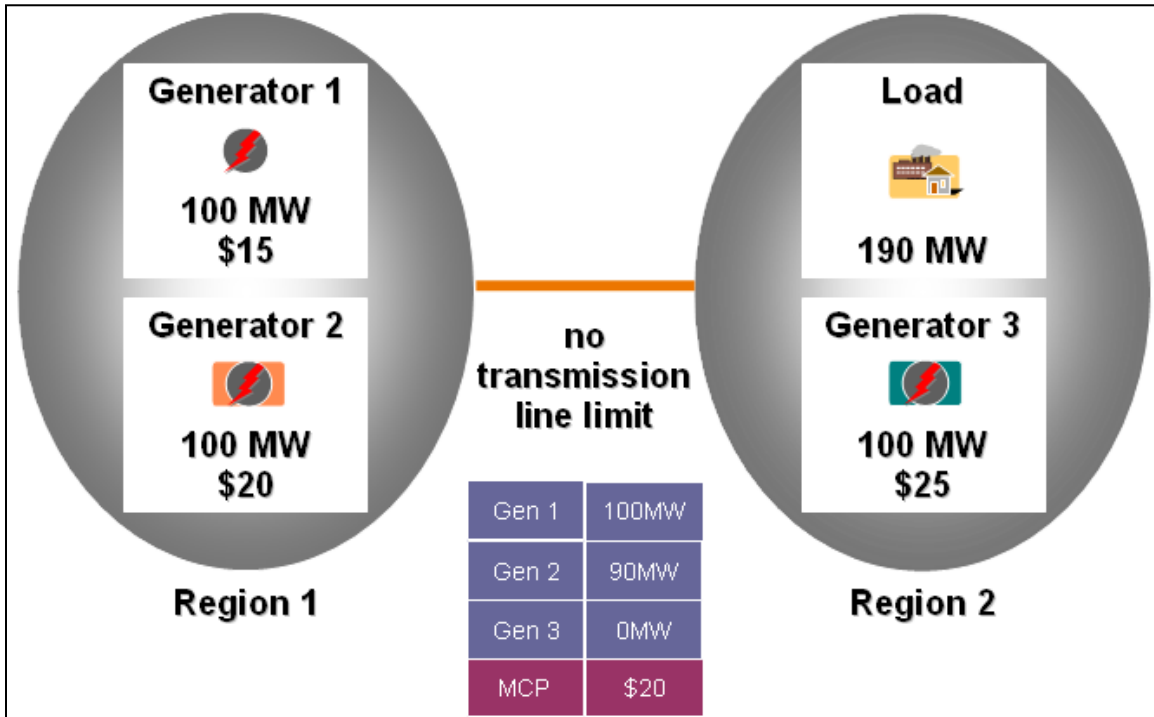 Generator 1
100 MW
$15
Generator 2
100 MW
$20
Region 1
no
transmission
line limit
Gen 1 100MW
Gen 2 90MW
Gen 3 0MW
MCP $20
Load
190 MW
Generator 3
100 MW
$25
Region 2